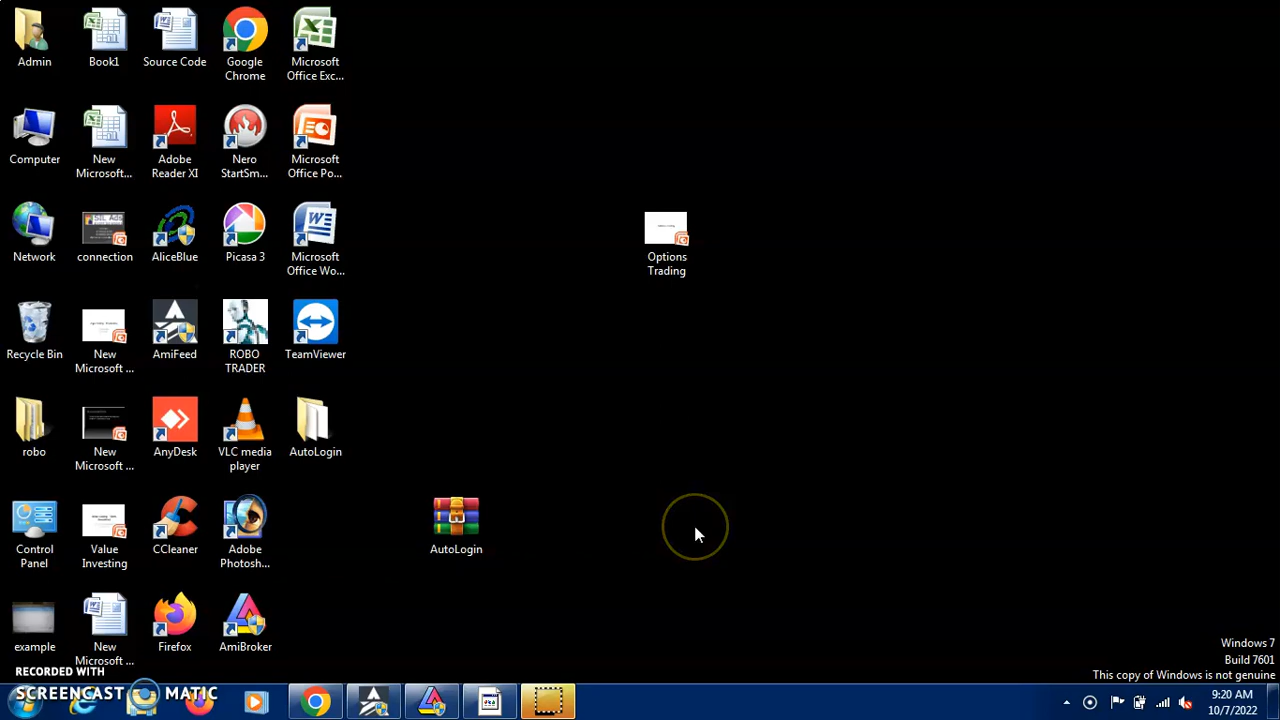 Admin
Book1
Source Code
Google
Chrome
Microsoft
Office Exc...
Computer
New
Microsoft...
Adobe
Reader XI
Nero
StartSm...
Microsoft
Office Po...
Network
connection
AliceBlue
Picasa 3
Microsoft
Office Wo...
Options
Trading
Recycle Bin
New
Microsoft ...
AmiFeed
ROBO
TRADER
TeamViewer
robo
New
Microsoft ...
AnyDesk
VLC media
player
AutoLogin
Control
Panel
Value
Investing
CCleaner
Adobe
Photosh...
AutoLogin
example
New
Microsoft ...
Firefox
AmiBroker
Windows 7
Build 7601
This copy of Windows is not genuine
RECORDED WITH
SCREENCAST MATIC
9:20 AM
10/7/2022